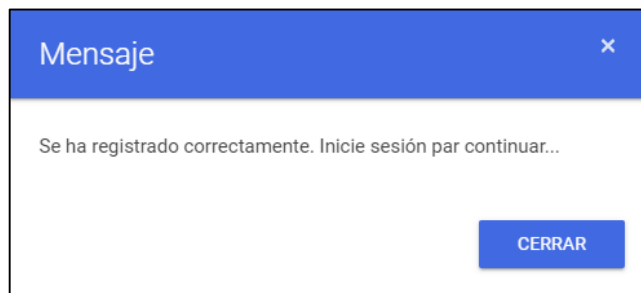 Mensaje ×
Se ha registrado correctamente. Inicie sesión par continuar...
CERRAR